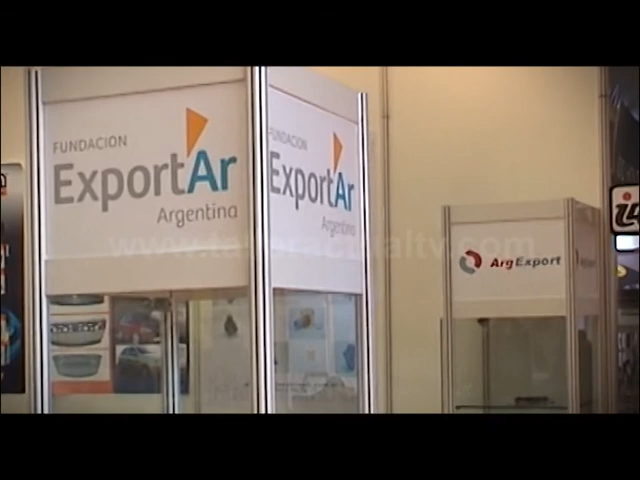 FUNDACION
ExportAr
Argentina
FUNDACION
ExportAr
Argentina
ArgExport